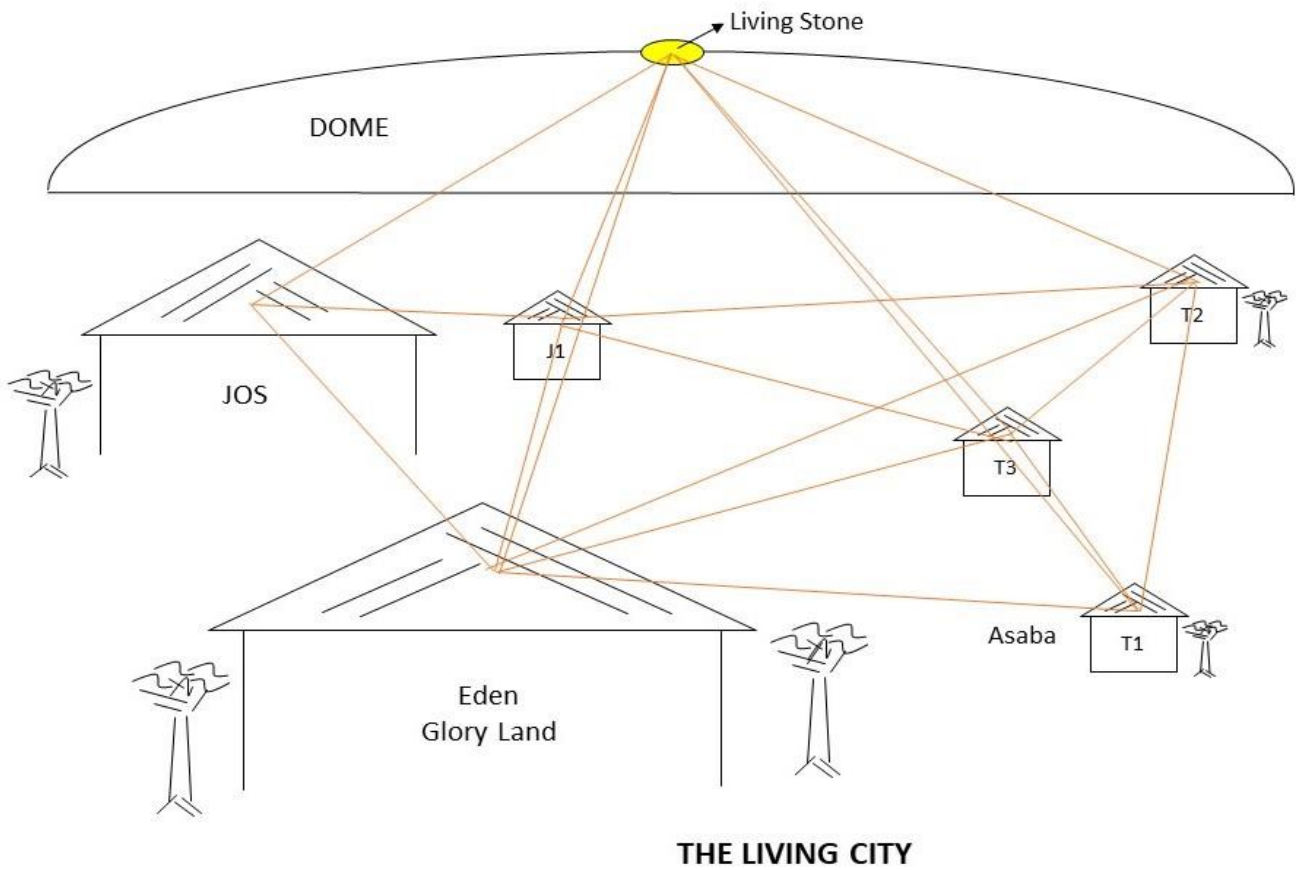 Living Stone
DOME
T2
J1
JOS
T3
Asaba
T1
Eden
Glory Land
THE LIVING CITY